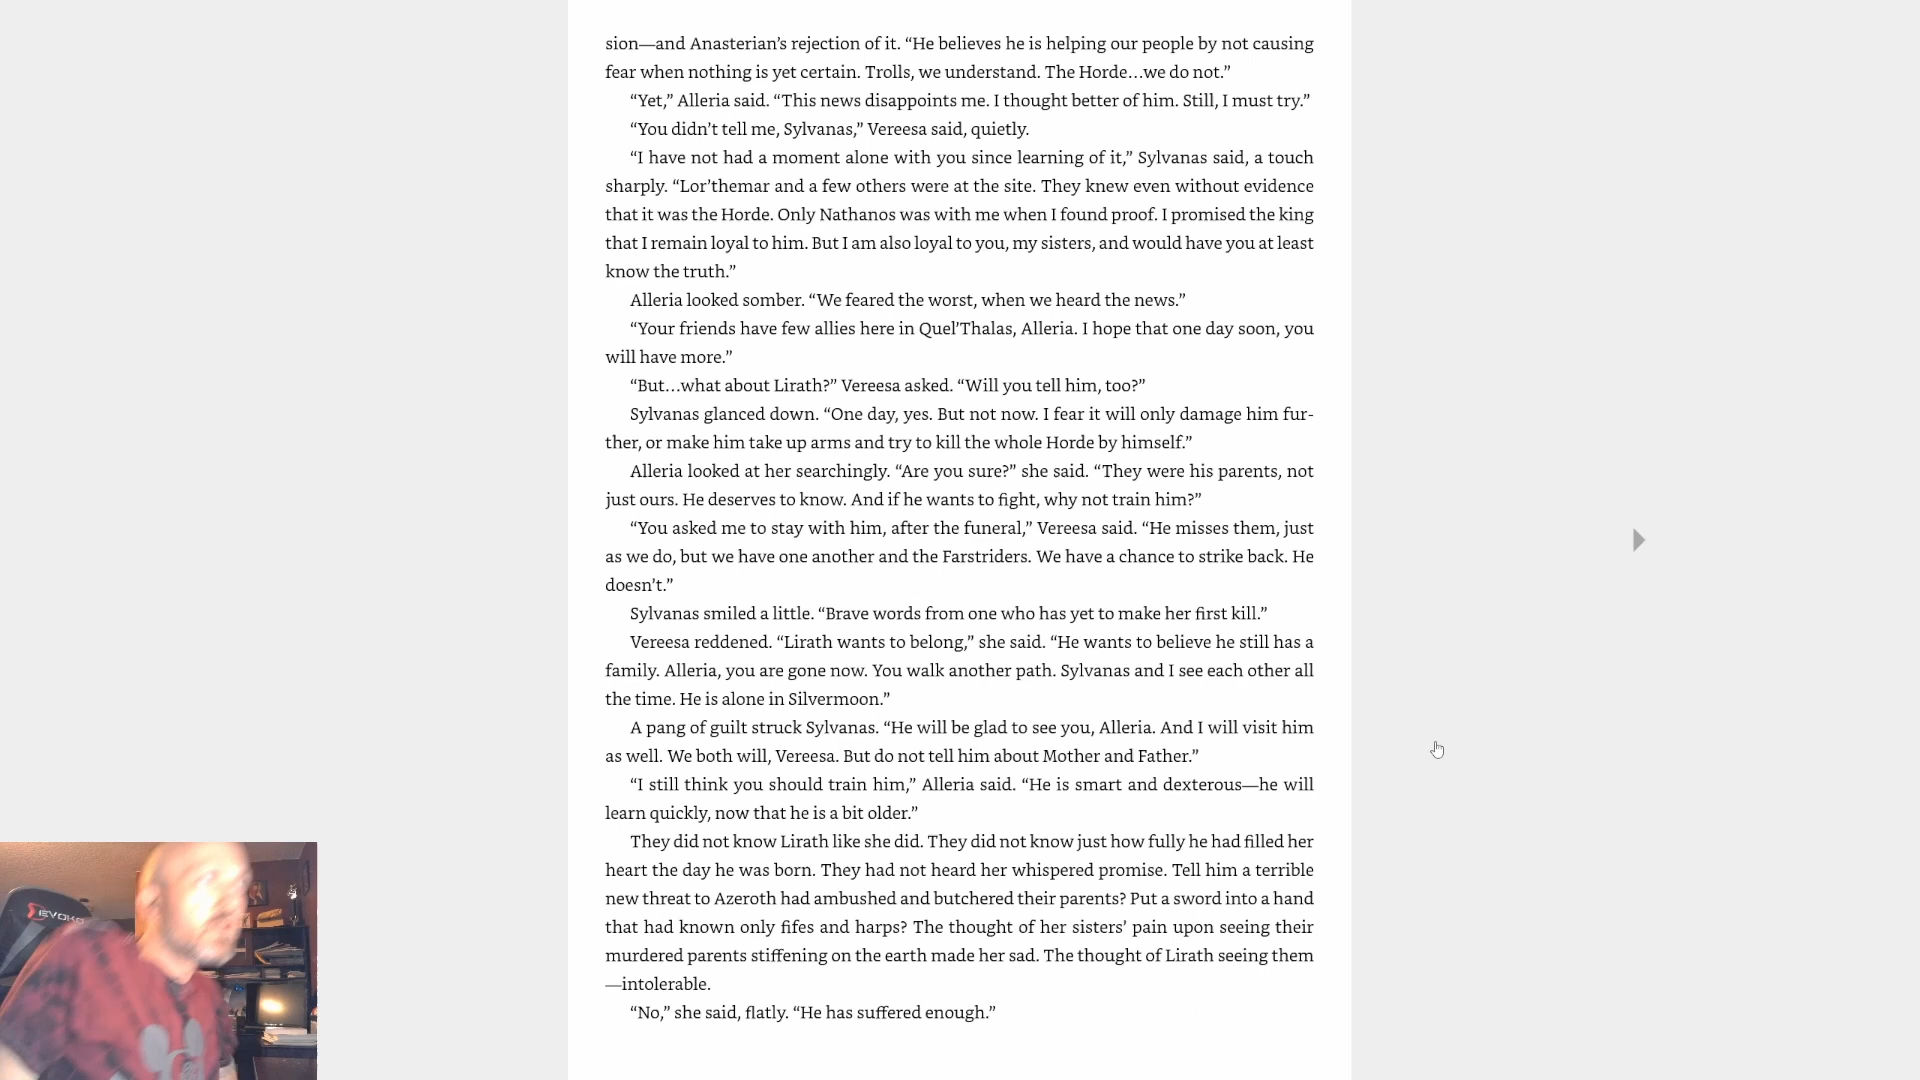 sion—and Anasterian’s rejection of it. “He believes he is helping our people by not causing
fear when nothing is yet certain. Trolls, we understand. The Horde…we do not.”
“Yet,” Alleria said. “This news disappoints me. I thought better of him. Still, I must try.”
“You didn’t tell me, Sylvanas,” Vereesa said, quietly.
“I have not had a moment alone with you since learning of it,” Sylvanas said, a touch
sharply. “Lor’themar and a few others were at the site. They knew even without evidence
that it was the Horde. Only Nathanos was with me when I found proof. I promised the king
that I remain loyal to him. But I am also loyal to you, my sisters, and would have you at least
know the truth.”
Alleria looked somber. “We feared the worst, when we heard the news.”
“Your friends have few allies here in Quel’Thalas, Alleria. I hope that one day soon, you
will have more.”
“But…what about Lirath?” Vereesa asked. “Will you tell him, too?”
Sylvanas glanced down. “One day, yes. But not now. I fear it will only damage him fur-
ther, or make him take up arms and try to kill the whole Horde by himself.”
Alleria looked at her searchingly. “Are you sure?” she said. “They were his parents, not
just ours. He deserves to know. And if he wants to fight, why not train him?”
“You asked me to stay with him, after the funeral,” Vereesa said. “He misses them, just
as we do, but we have one another and the Farstriders. We have a chance to strike back. He
doesn’t.”
Sylvanas smiled a little. “Brave words from one who has yet to make her first kill.”
Vereesa reddened. “Lirath wants to belong,” she said. “He wants to believe he still has a
family. Alleria, you are gone now. You walk another path. Sylvanas and I see each other all
the time. He is alone in Silvermoon.”
A pang of guilt struck Sylvanas. “He will be glad to see you, Alleria. And I will visit him
as well. We both will, Vereesa. But do not tell him about Mother and Father.”
“I still think you should train him,” Alleria said. “He is smart and dexterous—he will
learn quickly, now that he is a bit older.”
They did not know Lirath like she did. They did not know just how fully he had filled her
heart the day he was born. They had not heard her whispered promise. Tell him a terrible
new threat to Azeroth had ambushed and butchered their parents? Put a sword into a hand
that had known only fifes and harps? The thought of her sisters’ pain upon seeing their
murdered parents stiffening on the earth made her sad. The thought of Lirath seeing them
—intolerable.
“No,” she said, flatly. “He has suffered enough.”
EVOKE